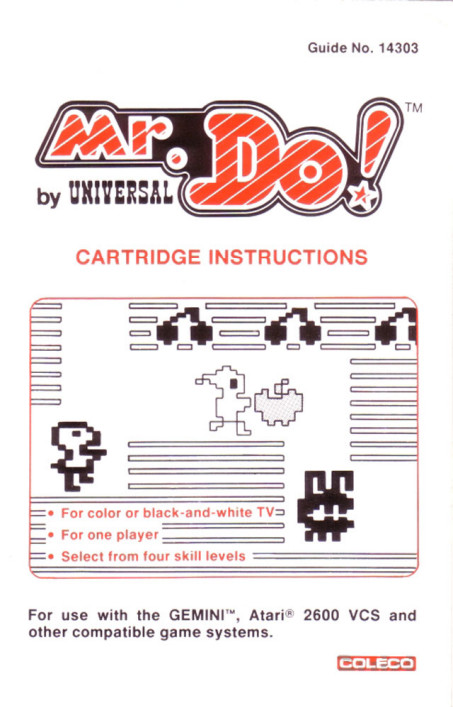 Guide No. 14303
Mr. Do! ™
by UNIVERSAL
CARTRIDGE INSTRUCTIONS
• For color or black-and-white TV
• For one player
• Select from four skill levels
For use with the GEMINI™, Atari® 2600 VCS and
other compatible game systems.
COLECO